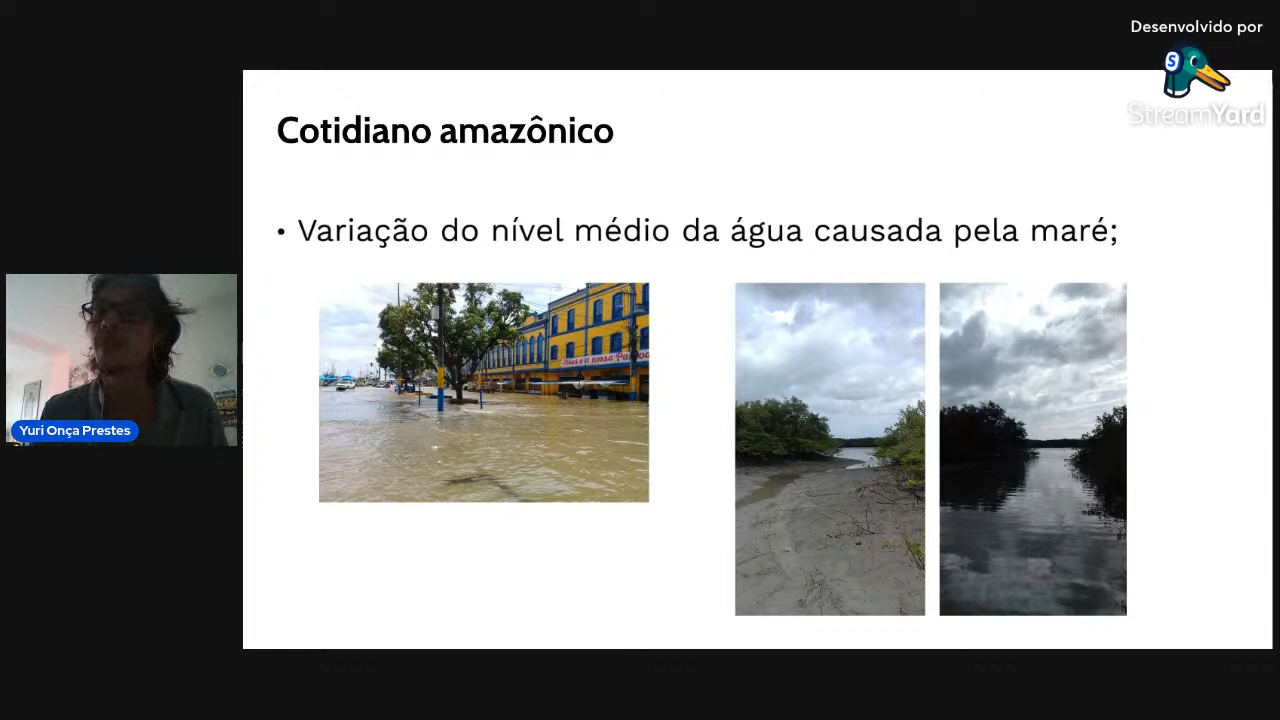 Desenvolvido por
StreamYard
Cotidiano amazônico
• Variação do nível médio da água causada pela maré;
Yuri Onça Prestes